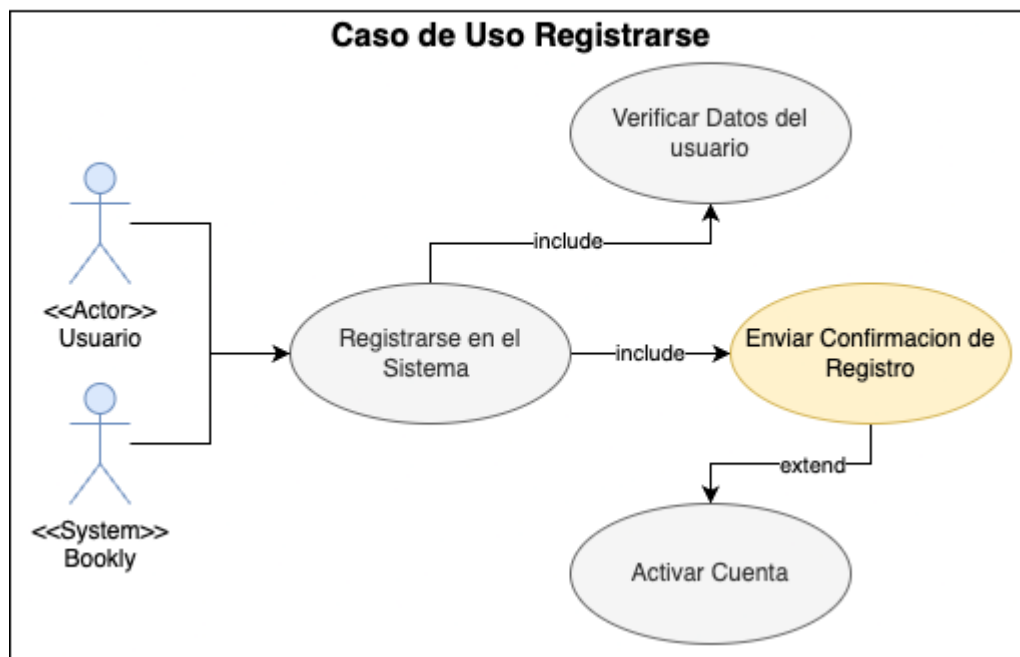 Caso de Uso Registrarse
Verificar Datos del
usuario
include
<<Actor>>
Usuario
Registrarse en el
Sistema
include
Enviar Confirmacion de
Registro
extend
<<System>>
Bookly
Activar Cuenta